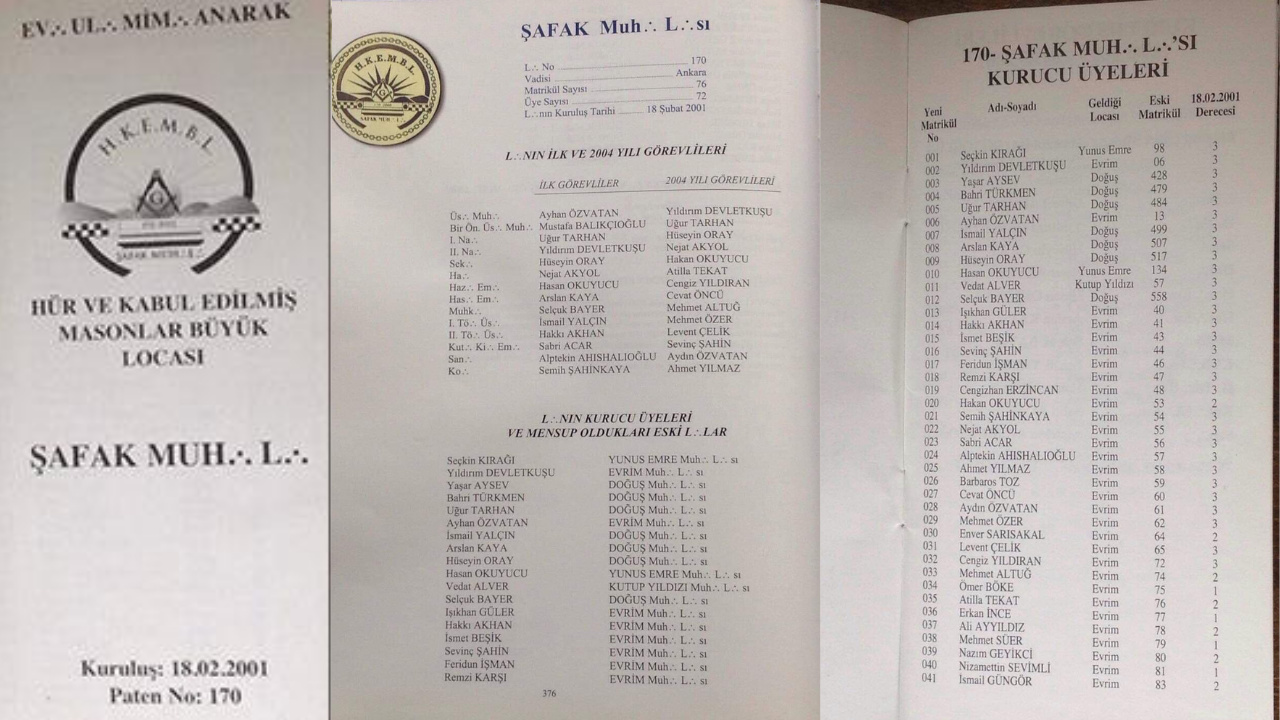 EV∴ UL∴ MİM∴ ANARAK
H.K.E.M.B.L
G
ŞAFAK MUH∴ L∴
HÜR VE KABUL EDİLMİŞ
MASONLAR BÜYÜK
LOCASI
ŞAFAK MUH∴ L∴
Kuruluş: 18.02.2001
Paten No: 170
H.K.E.M.B.L
G
ŞAFAK MUH∴ L∴
ŞAFAK Muh∴ L∴sı
L∴ No 170
Vadisi Ankara
Matrikül Sayısı 76
Üye Sayısı 72
L∴nın Kuruluş Tarihi 18 Şubat 2001
L∴NIN İLK VE 2004 YILI GÖREVLİLERİ
İLK GÖREVLİLER 2004 YILI GÖREVLİLERİ
Üs∴ Muh∴ Ayhan ÖZVATAN Yıldırım DEVLETKUŞU
Bir Ön. Üs∴ Muh∴ Mustafa BALIKÇIOĞLU Uğur TARHAN
I. Na∴ Uğur TARHAN Hüseyin ORAY
II. Na∴ Yıldırım DEVLETKUŞU Nejat AKYOL
Sek∴ Hüseyin ORAY Hakan OKUYUCU
Ha∴ Nejat AKYOL Atilla TEKAT
Haz∴ Em∴ Hasan OKUYUCU Cengiz YILDIRAN
Has∴ Em∴ Arslan KAYA Cevat ÖNCÜ
Muhk∴ Selçuk BAYER Mehmet ALTUĞ
I. Tö∴ Üs∴ İsmail YALÇIN Mehmet ÖZER
II. Tö∴ Üs∴ Hakkı AKHAN Levent ÇELİK
Kut∴ Ki∴ Em∴ Sabri ACAR Sevinç ŞAHİN
San∴ Alptekin AHISHALIOĞLU Aydın ÖZVATAN
Ko∴ Semih ŞAHİNKAYA Ahmet YILMAZ
L∴NIN KURUCU ÜYELERİ
VE MENSUP OLDUKLARI ESKİ L∴LAR
Seçkin KIRAĞI YUNUS EMRE Muh∴ L∴ sı
Yıldırım DEVLETKUŞU EVRİM Muh∴ L∴ sı
Yaşar AYSEV DOĞUŞ Muh∴ L∴ sı
Bahri TÜRKMEN DOĞUŞ Muh∴ L∴ sı
Uğur TARHAN DOĞUŞ Muh∴ L∴ sı
Ayhan ÖZVATAN EVRİM Muh∴ L∴ sı
İsmail YALÇIN DOĞUŞ Muh∴ L∴ sı
Arslan KAYA DOĞUŞ Muh∴ L∴ sı
Hüseyin ORAY DOĞUŞ Muh∴ L∴ sı
Hasan OKUYUCU YUNUS EMRE Muh∴ L∴ sı
Vedat ALVER KUTUP YILDIZI Muh∴ L∴ sı
Selçuk BAYER DOĞUŞ Muh∴ L∴ sı
Işıkhan GÜLER EVRİM Muh∴ L∴ sı
Hakkı AKHAN EVRİM Muh∴ L∴ sı
İsmet BEŞİK EVRİM Muh∴ L∴ sı
Sevinç ŞAHİN EVRİM Muh∴ L∴ sı
Feridun İŞMAN EVRİM Muh∴ L∴ sı
Remzi KARŞI EVRİM Muh∴ L∴ sı
376
170- ŞAFAK MUH∴ L∴'SI
KURUCU ÜYELERİ
Yeni Matrikül No Adı-Soyadı Geldiği Locası Eski Matrikül 18.02.2001 Derecesi
001 Seçkin KIRAĞI Yunus Emre 98 3
002 Yıldırım DEVLETKUŞU Evrim 06 3
003 Yaşar AYSEV Doğuş 428 3
004 Bahri TÜRKMEN Doğuş 479 3
005 Uğur TARHAN Doğuş 484 3
006 Ayhan ÖZVATAN Evrim 13 3
007 İsmail YALÇIN Doğuş 499 3
008 Arslan KAYA Doğuş 507 3
009 Hüseyin ORAY Doğuş 517 3
010 Hasan OKUYUCU Yunus Emre 134 3
011 Vedat ALVER Kutup Yıldızı 57 3
012 Selçuk BAYER Doğuş 558 3
013 Işıkhan GÜLER Evrim 40 3
014 Hakkı AKHAN Evrim 41 3
015 İsmet BEŞİK Evrim 43 3
016 Sevinç ŞAHİN Evrim 44 3
017 Feridun İŞMAN Evrim 46 3
018 Remzi KARŞI Evrim 47 3
019 Cengizhan ERZİNCAN Evrim 48 3
020 Hakan OKUYUCU Evrim 53 2
021 Semih ŞAHİNKAYA Evrim 54 3
022 Nejat AKYOL Evrim 55 3
023 Sabri ACAR Evrim 56 3
024 Alptekin AHISHALIOĞLU Evrim 57 3
025 Ahmet YILMAZ Evrim 58 3
026 Barbaros TOZ Evrim 59 3
027 Cevat ÖNCÜ Evrim 60 3
028 Aydın ÖZVATAN Evrim 61 3
029 Mehmet ÖZER Evrim 62 3
030 Enver SARISAKAL Evrim 64 2
031 Levent ÇELİK Evrim 65 3
032 Cengiz YILDIRAN Evrim 72 3
033 Mehmet ALTUĞ Evrim 74 2
034 Ömer BÖKE Evrim 75 1
035 Atilla TEKAT Evrim 76 2
036 Erkan İNCE Evrim 77 1
037 Ali AYYILDIZ Evrim 78 2
038 Mehmet SÜER Evrim 79 1
039 Nazım GEYİKCİ Evrim 80 2
040 Nizamettin SEVİMLİ Evrim 81 1
041 İsmail GÜNGÖR Evrim 83 2